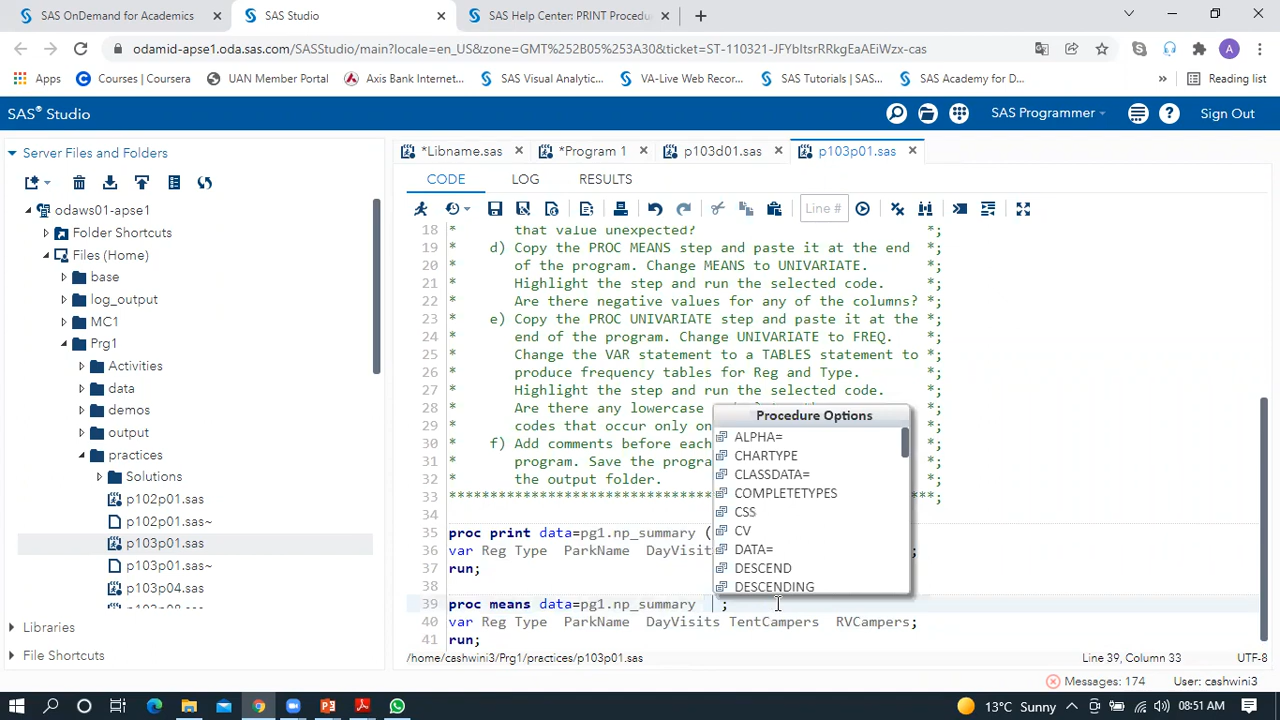 SAS OnDemand for Academics
SAS Studio
SAS Help Center: PRINT Procedu
odamid-apse1.oda.sas.com/SASStudio/main?locale=en_US&zone=GMT%252B05%253A30&ticket=ST-110321-JFYbItsrRRkgEaAEiWzx-cas
Apps
Courses | Coursera
UAN Member Portal
Axis Bank Internet...
SAS Visual Analytic...
VA-Live Web Recor...
SAS Tutorials | SAS...
SAS Academy for D...
»
Reading list
SAS® Studio
SAS Programmer
Sign Out
Server Files and Folders
odaws01-apse1
Folder Shortcuts
Files (Home)
base
log_output
MC1
Prg1
Activities
data
demos
output
practices
Solutions
p102p01.sas
p102p01.sas~
p103p01.sas
p103p01.sas~
p103p04.sas
Libraries
File Shortcuts
*Libname.sas
*Program 1
p103d01.sas
p103p01.sas
CODE
LOG
RESULTS
Line #
18 * that value unexpected? *;
19 * d) Copy the PROC MEANS step and paste it at the end *;
20 * of the program. Change MEANS to UNIVARIATE. *;
21 * Highlight the step and run the selected code. *;
22 * Are there negative values for any of the columns? *;
23 * e) Copy the PROC UNIVARIATE step and paste it at the *;
24 * end of the program. Change UNIVARIATE to FREQ. *;
25 * Change the VAR statement to a TABLES statement to *;
26 * produce frequency tables for Reg and Type. *;
27 * Highlight the step and run the selected code. *;
28 * Are there any lowercase *;
29 * codes that occur only on *;
30 * f) Add comments before each *;
31 * program. Save the progra *;
32 * the output folder. *;
33 ***************************************************;
34
35 proc print data=pg1.np_summary (
36 var Reg Type ParkName DayVisits ;
37 run;
38
39 proc means data=pg1.np_summary ;
40 var Reg Type ParkName DayVisits TentCampers RVCampers;
41 run;
Procedure Options
ALPHA=
CHARTYPE
CLASSDATA=
COMPLETETYPES
CSS
CV
DATA=
DESCEND
DESCENDING
/home/cashwini3/Prg1/practices/p103p01.sas
Line 39, Column 33
UTF-8
Messages: 174
User: cashwini3
13°C Sunny
ENG
08:51 AM